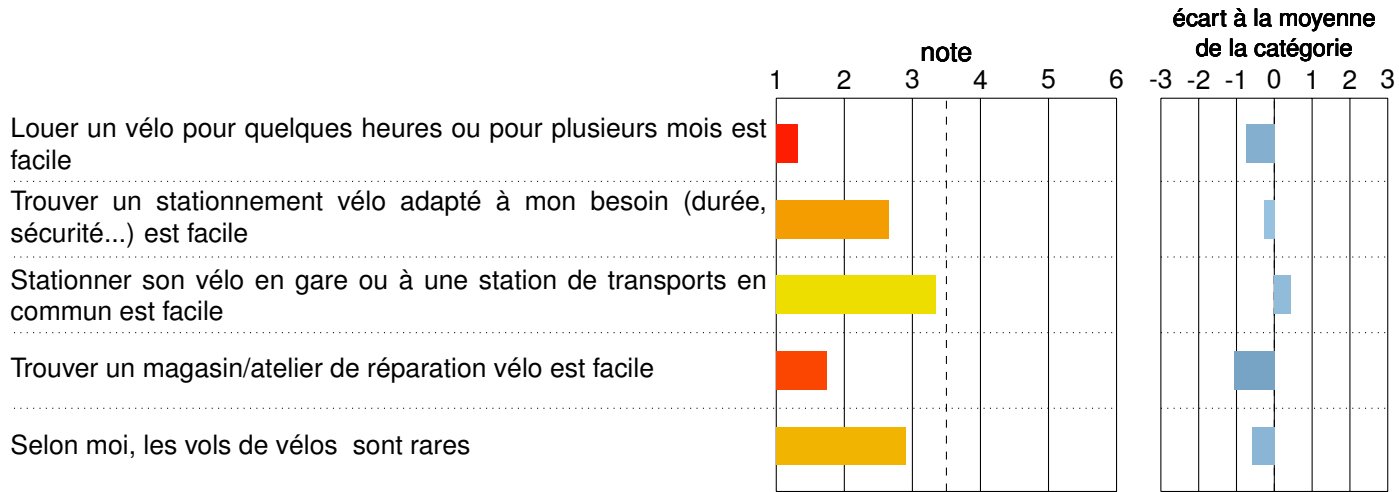 écart à la moyenne
de la catégorie
note
1 2 3 4 5 6
-3 -2 -1 0 1 2 3
Louer un vélo pour quelques heures ou pour plusieurs mois est
facile
Trouver un stationnement vélo adapté à mon besoin (durée,
sécurité...) est facile
Stationner son vélo en gare ou à une station de transports en
commun est facile
Trouver un magasin/atelier de réparation vélo est facile
Selon moi, les vols de vélos sont rares